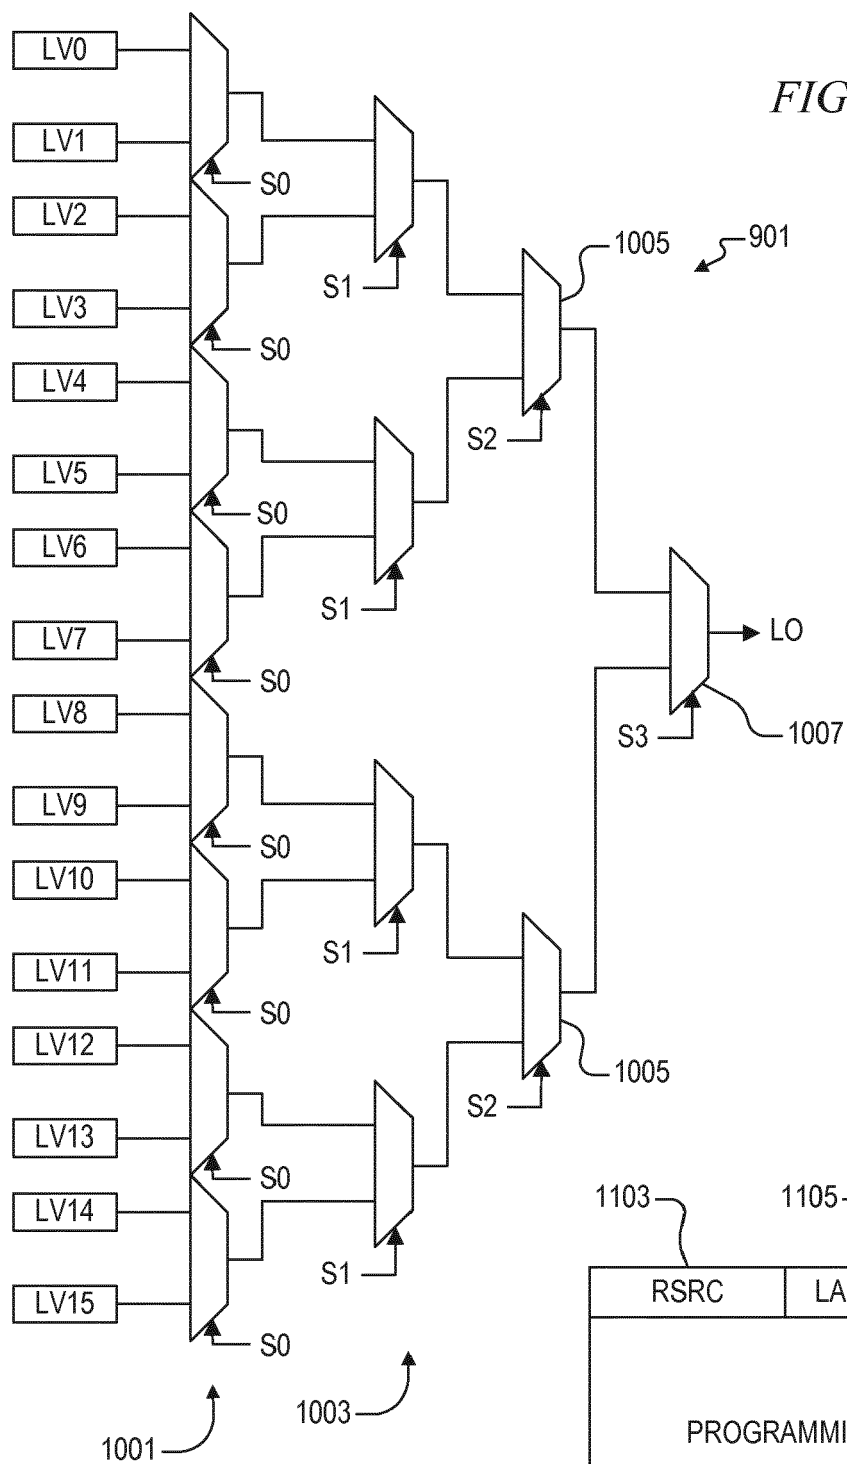 LV0
FIG
LV1
S0
LV2
901
1005
S1
LV3
S0
LV4
S2
LV5
S0
LV6
S1
LO
LV7
S0
LV8
S3
1007
LV9
S0
LV10
S1
LV11
S0
LV12
1005
S2
LV13
S0
1103
1105
LV14
S1
RSRC
LA
LV15
S0
1003
PROGRAMMI
1001